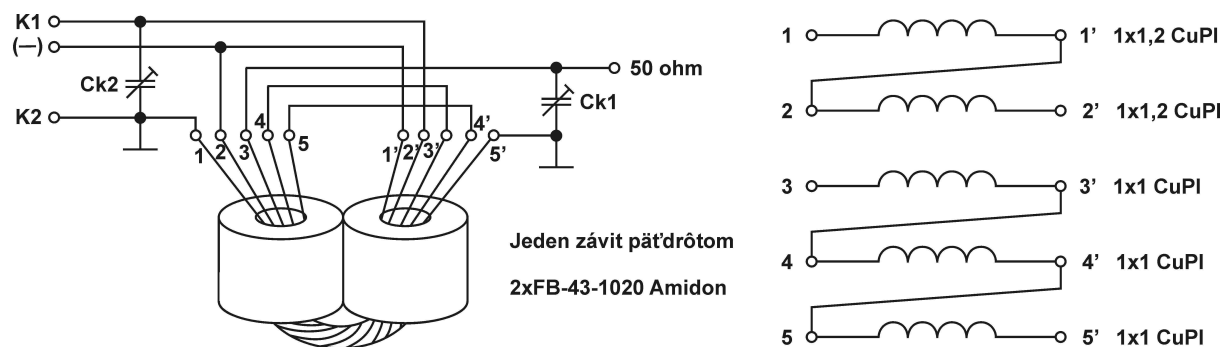 K1
(—)
Ck2
K2
50 ohm
Ck1
1 2 3 4 5
1' 2' 3' 4' 5'
Jeden závit päťdrôtom
2xFB-43-1020 Amidon
1 1' 1x1,2 CuPl
2 2' 1x1,2 CuPl
3 3' 1x1 CuPl
4 4' 1x1 CuPl
5 5' 1x1 CuPl